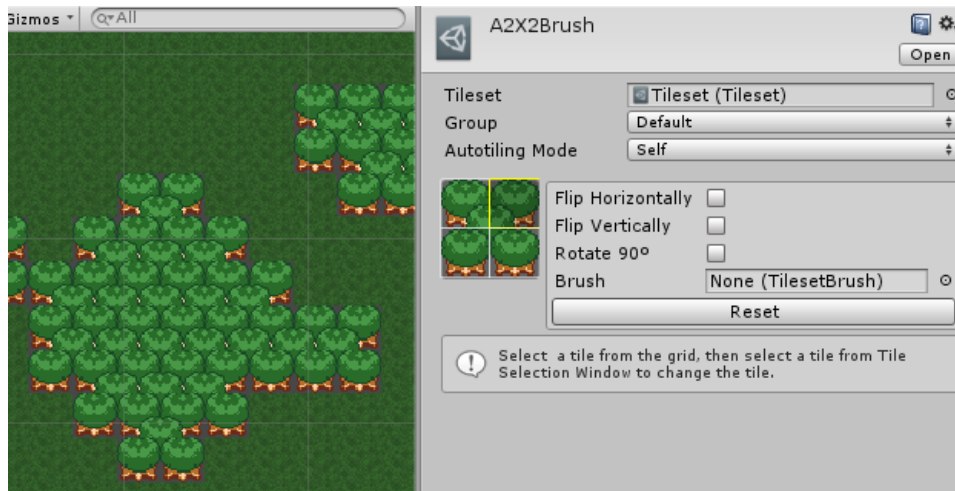 Gizmos
All
A2X2Brush
Open
Tileset
Tileset (Tileset)
Group
Default
Autotiling Mode
Self
Flip Horizontally
Flip Vertically
Rotate 90º
Brush
None (TilesetBrush)
Reset
Select a tile from the grid, then select a tile from Tile
Selection Window to change the tile.